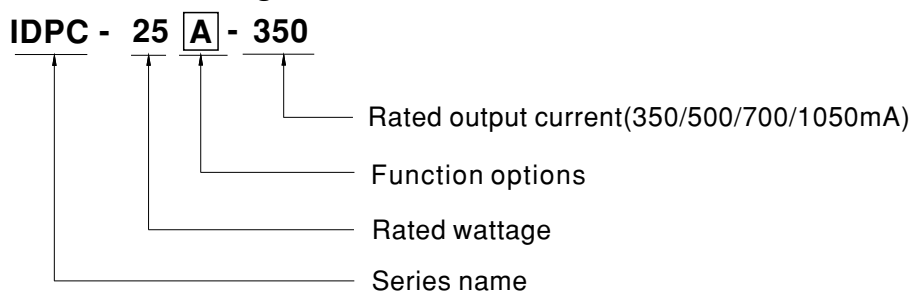 IDPC - 25 A - 350
Rated output current(350/500/700/1050mA)
Function options
Rated wattage
Series name